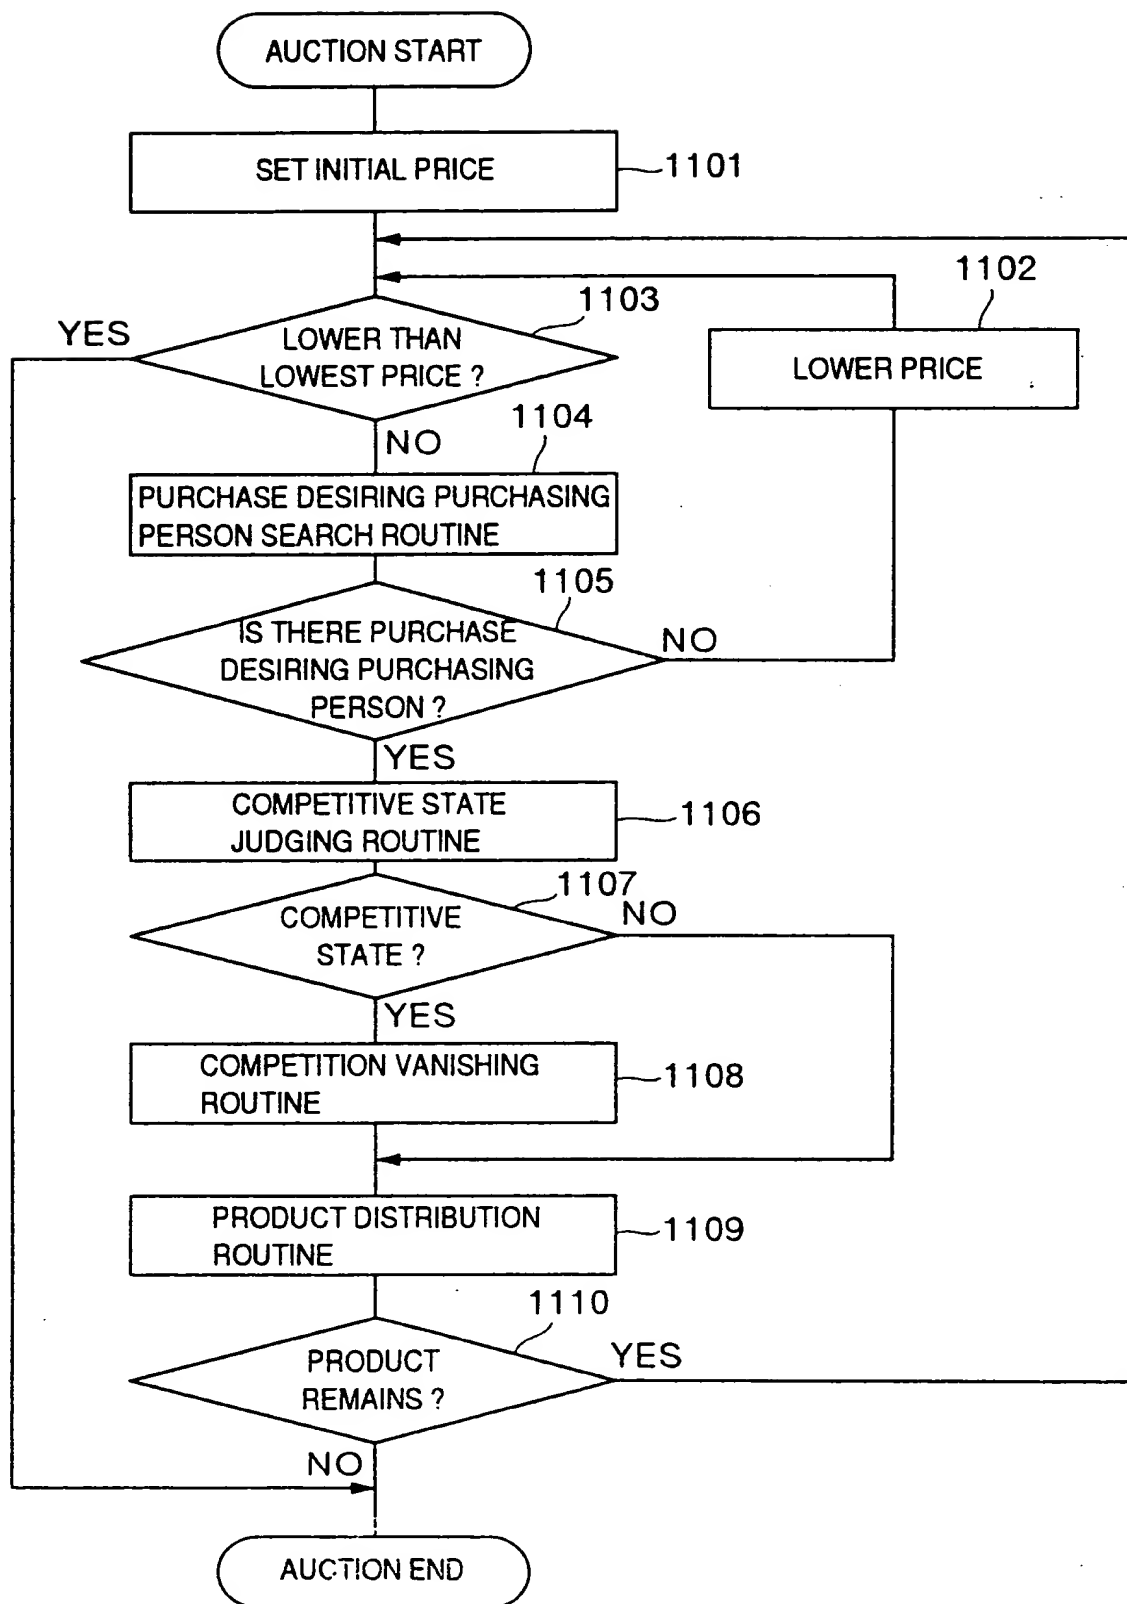 AUCTION START
SET INITIAL PRICE
1101
1102
1103
YES
LOWER THAN
LOWEST PRICE ?
LOWER PRICE
1104
NO
PURCHASE DESIRING PURCHASING
PERSON SEARCH ROUTINE
1105
IS THERE PURCHASE
DESIRING PURCHASING
PERSON ?
NO
YES
COMPETITIVE STATE
JUDGING ROUTINE
1106
1107
COMPETITIVE
STATE ?
NO
YES
COMPETITION VANISHING
ROUTINE
1108
PRODUCT DISTRIBUTION
ROUTINE
1109
1110
PRODUCT
REMAINS ?
YES
NO
AUCTION END